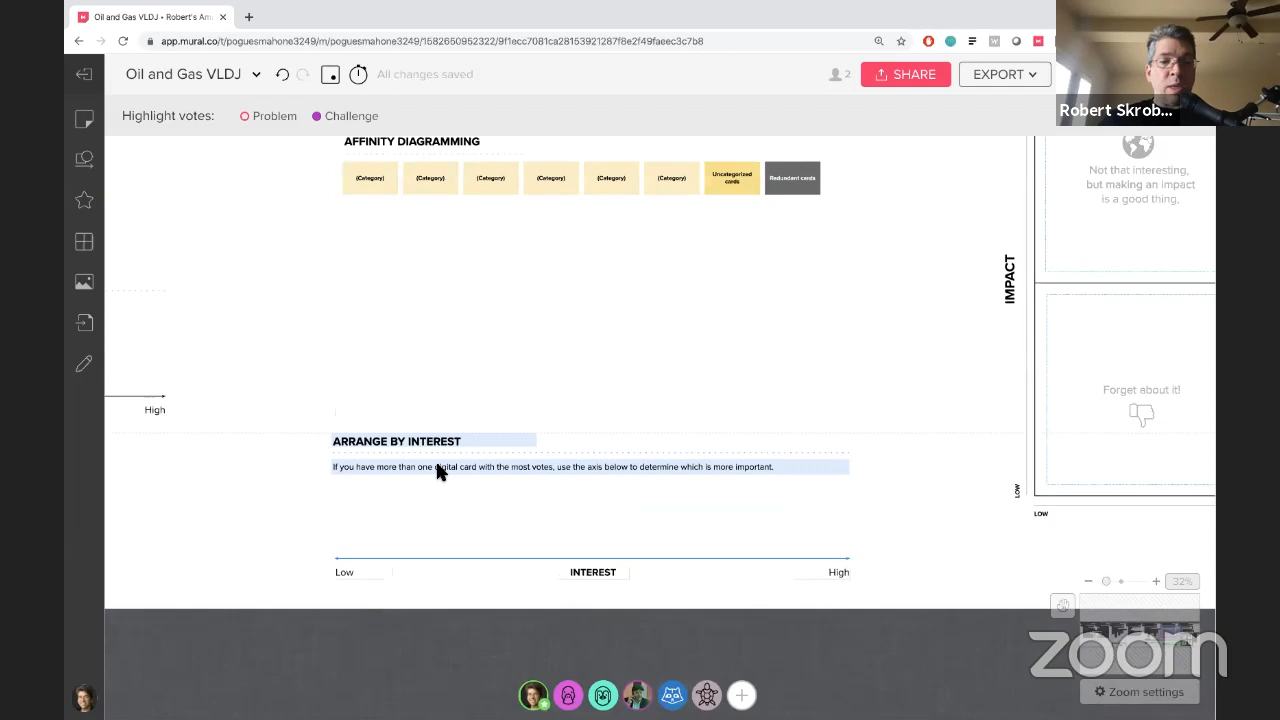 Oil and Gas VLDJ • Robert's Am
app.mural.co/t/poguesmahone3249/m/poguesmahone3249/1582650952322/9f1ecc7081ca28153921287f8e2f49faeec3c7b8
Oil and Gas VLDJ
All changes saved
2
SHARE
EXPORT
Robert Skrob...
Highlight votes:
Problem
Challenge
AFFINITY DIAGRAMMING
(Category)
(Category)
(Category)
(Category)
(Category)
(Category)
Uncategorized
cards
Redundant cards
Not that interesting,
but making an impact
is a good thing,
IMPACT
Forget about it!
High
LOW
LOW
ARRANGE BY INTEREST
If you have more than one digital card with the most votes, use the axis below to determine which is more important.
Low
INTEREST
High
32%
zoom
Zoom settings